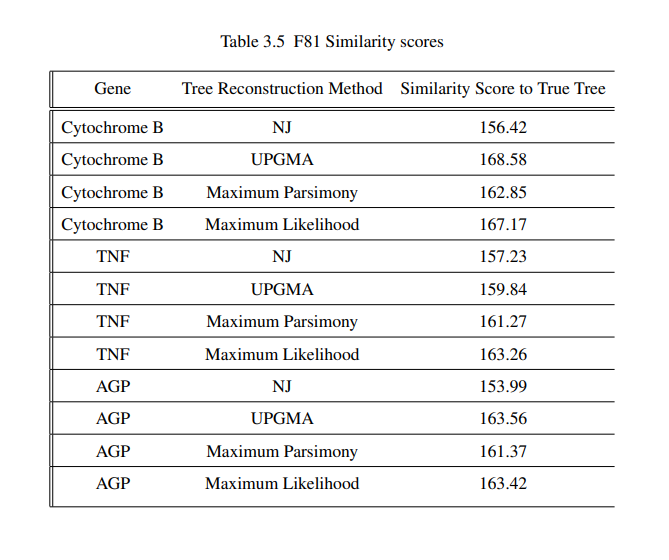 Table 3.5 F81 Similarity scores
Gene Tree Reconstruction Method Similarity Score to True Tree
Cytochrome B NJ 156.42
Cytochrome B UPGMA 168.58
Cytochrome B Maximum Parsimony 162.85
Cytochrome B Maximum Likelihood 167.17
TNF NJ 157.23
TNF UPGMA 159.84
TNF Maximum Parsimony 161.27
TNF Maximum Likelihood 163.26
AGP NJ 153.99
AGP UPGMA 163.56
AGP Maximum Parsimony 161.37
AGP Maximum Likelihood 163.42